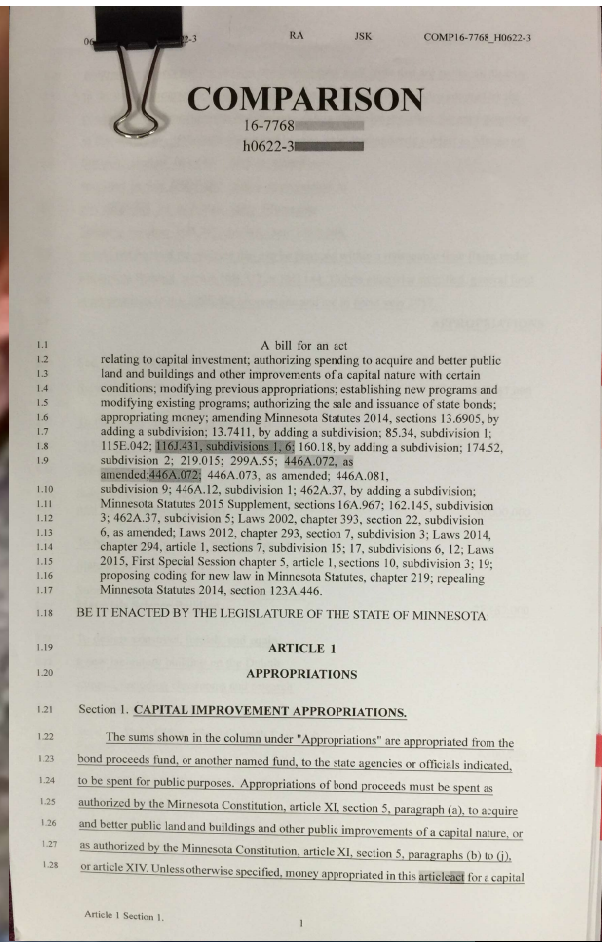 06 -3 RA JSK COMP16-7768_H0622-3
COMPARISON
16-7768
h0622-3
1.1 A bill for an act
1.2 relating to capital investment; authorizing spending to acquire and better public
1.3 land and buildings and other improvements of a capital nature with certain
1.4 conditions; modifying previous appropriations; establishing new programs and
1.5 modifying existing programs; authorizing the sale and issuance of state bonds;
1.6 appropriating money; amending Minnesota Statutes 2014, sections 13.6905, by
1.7 adding a subdivision; 13.7411, by adding a subdivision; 85.34, subdivision 1;
1.8 115E.042; 116J.431, subdivisions 1, 6; 160.18, by adding a subdivision; 174.52,
1.9 subdivision 2; 219.015; 299A.55; 446A.072, as
amended;446A.072; 446A.073, as amended; 446A.081,
1.10 subdivision 9; 446A.12, subdivision 1; 462A.37, by adding a subdivision;
1.11 Minnesota Statutes 2015 Supplement, sections 16A.967; 162.145, subdivision
1.12 3; 462A.37, subdivision 5; Laws 2002, chapter 393, section 22, subdivision
1.13 6, as amended; Laws 2012, chapter 293, section 7, subdivision 3; Laws 2014,
1.14 chapter 294, article 1, sections 7, subdivision 15; 17, subdivisions 6, 12; Laws
1.15 2015, First Special Session chapter 5, article 1, sections 10, subdivision 3; 19;
1.16 proposing coding for new law in Minnesota Statutes, chapter 219; repealing
1.17 Minnesota Statutes 2014, section 123A.446.
1.18 BE IT ENACTED BY THE LEGISLATURE OF THE STATE OF MINNESOTA
1.19 ARTICLE 1
1.20 APPROPRIATIONS
1.21 Section 1. CAPITAL IMPROVEMENT APPROPRIATIONS.
1.22 The sums shown in the column under "Appropriations" are appropriated from the
1.23 bond proceeds fund, or another named fund, to the state agencies or officials indicated,
1.24 to be spent for public purposes. Appropriations of bond proceeds must be spent as
1.25 authorized by the Minnesota Constitution, article XI, section 5, paragraph (a), to acquire
1.26 and better public land and buildings and other public improvements of a capital nature, or
1.27 as authorized by the Minnesota Constitution, article XI, section 5, paragraphs (b) to (j),
1.28 or article XIV. Unless otherwise specified, money appropriated in this articleact for a capital
Article 1 Section 1.
1